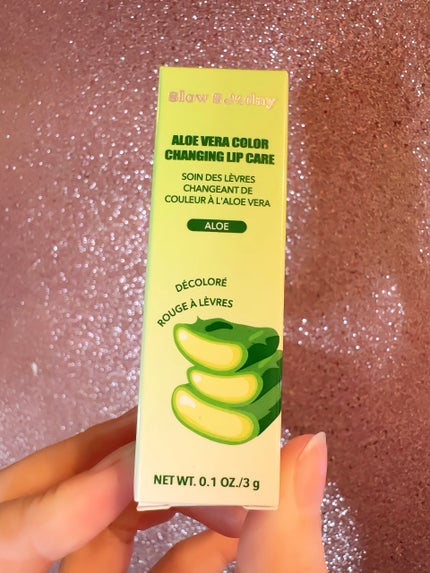 ALOE VERA COLOR
CHANGING LIP CARE
SOIN DES LÈVRES
CHANGEANT DE
COULEUR À L'ALOE VERA
ALOE
DÉCOLORÉ
ROUGE À LÈVRES
NET WT. 0.1 OZ./3 g